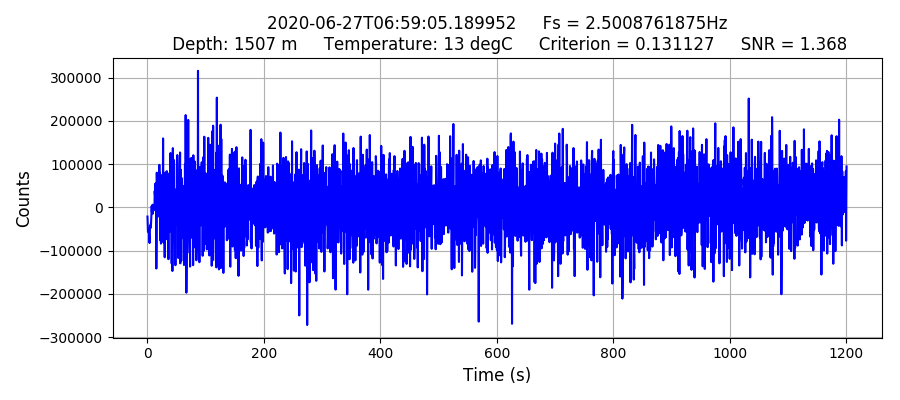 2020-06-27T06:59:05.189952 Fs = 2.5008761875Hz
Depth: 1507 m Temperature: 13 degC Criterion = 0.131127 SNR = 1.368
300000
200000
100000
0
−100000
−200000
−300000
Counts
0 200 400 600 800 1000 1200
Time (s)